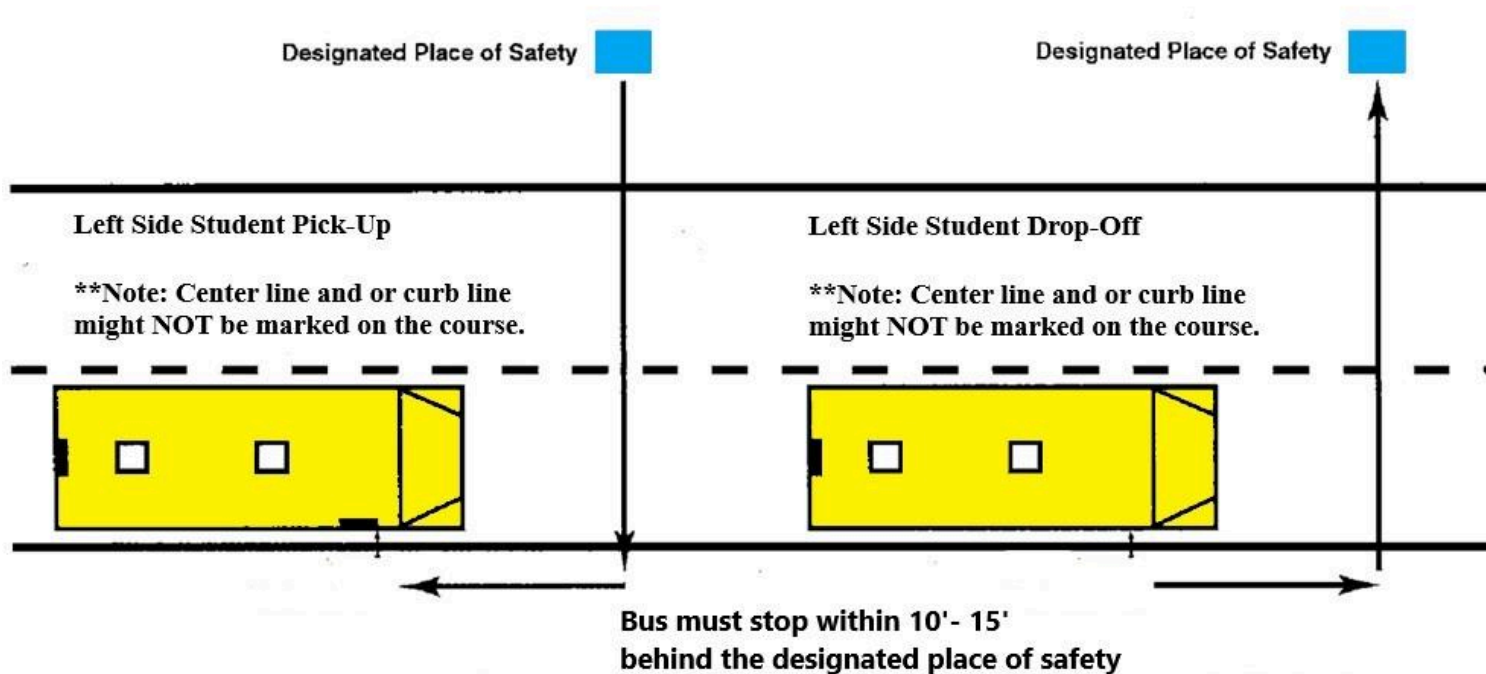 Designated Place of Safety
Designated Place of Safety
Left Side Student Pick-Up
**Note: Center line and or curb line
might NOT be marked on the course.
Left Side Student Drop-Off
**Note: Center line and or curb line
might NOT be marked on the course.
Bus must stop within 10'- 15'
behind the designated place of safety